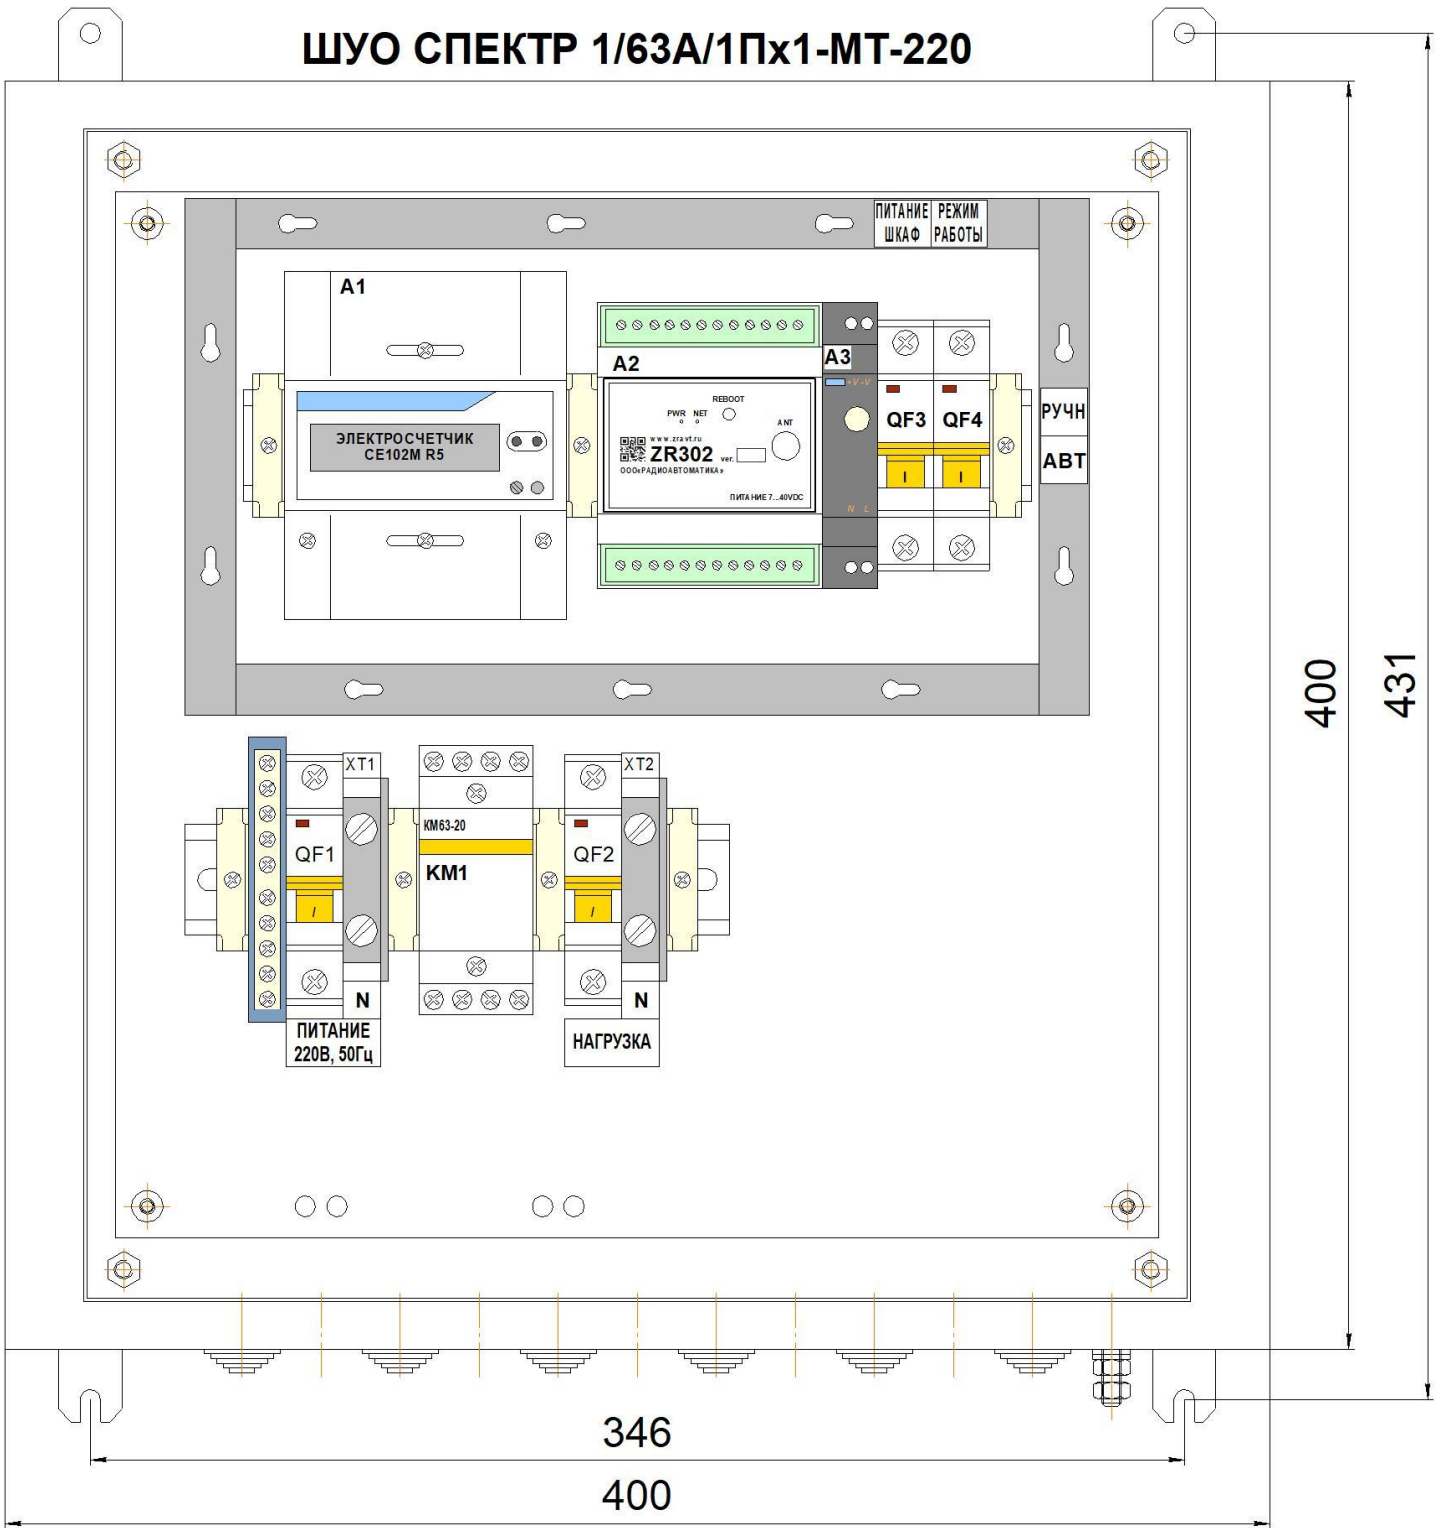 ШУО СПЕКТР 1/63А/1Пх1-МТ-220
ПИТАНИЕ
ШКАФ
РЕЖИМ
РАБОТЫ
A1
A2
A3
+V -V
REBOOT
PWR NET
ANT
ЭЛЕКТРОСЧЕТЧИК
СЕ102М R5
www.zravt.ru
ZR302 ver.
ООО«РАДИОАВТОМАТИКА»
ПИТАНИЕ 7...40VDC
N L
QF3
QF4
I
I
РУЧН
АВТ
400
431
XT1
XT2
КМ63-20
QF1
KM1
QF2
I
I
N
N
ПИТАНИЕ
220В, 50Гц
НАГРУЗКА
346
400